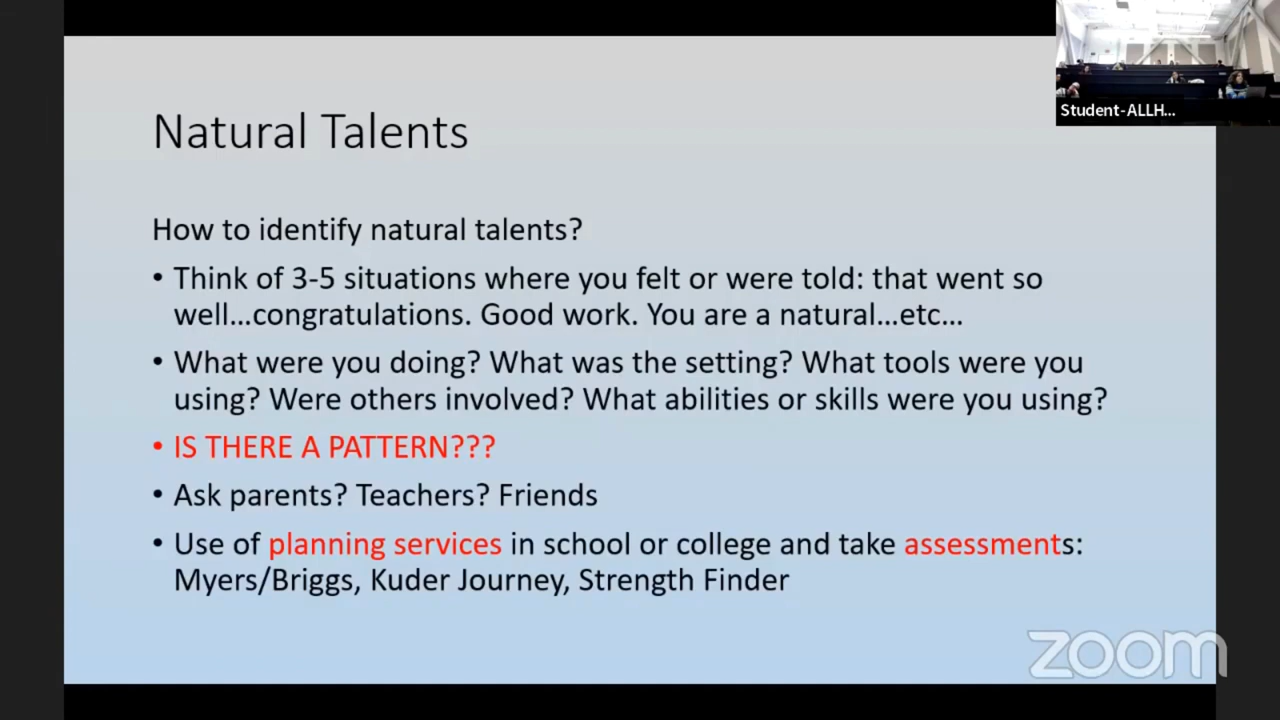 Student-ALLH...
Natural Talents
How to identify natural talents?
• Think of 3-5 situations where you felt or were told: that went so
well...congratulations. Good work. You are a natural...etc...
• What were you doing? What was the setting? What tools were you
using? Were others involved? What abilities or skills were you using?
• IS THERE A PATTERN???
• Ask parents? Teachers? Friends
• Use of planning services in school or college and take assessments:
Myers/Briggs, Kuder Journey, Strength Finder
zoom